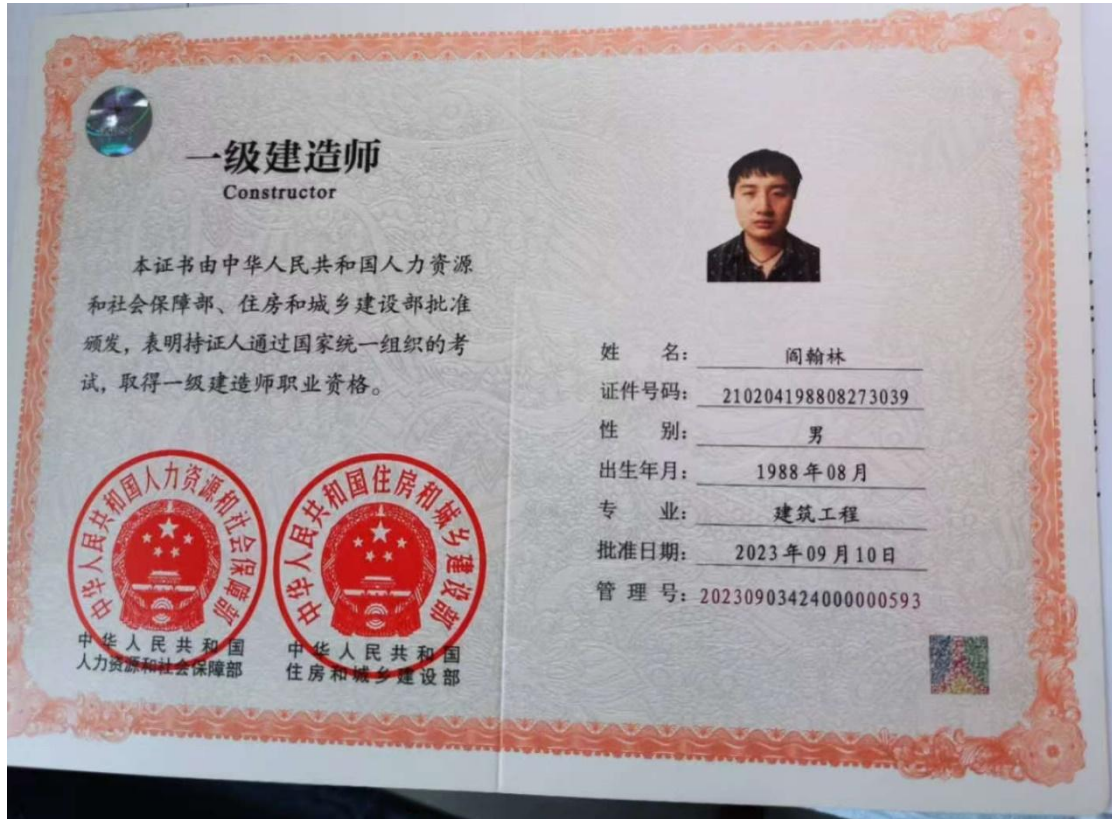 一级建造师
Constructor
本证书由中华人民共和国人力资源
和社会保障部、住房和城乡建设部批准
颁发，表明持证人通过国家统一组织的考
试，取得一级建造师职业资格。
中华人民共和国人力资源和社会保障部
中华人民共和国住房和城乡建设部
中华人民共和国
人力资源和社会保障部
中华人民共和国
住房和城乡建设部
姓 名： 阎翰林
证件号码： 210204198808273039
性 别： 男
出生年月： 1988年08月
专 业： 建筑工程
批准日期： 2023年09月10日
管 理 号： 20230903424000000593